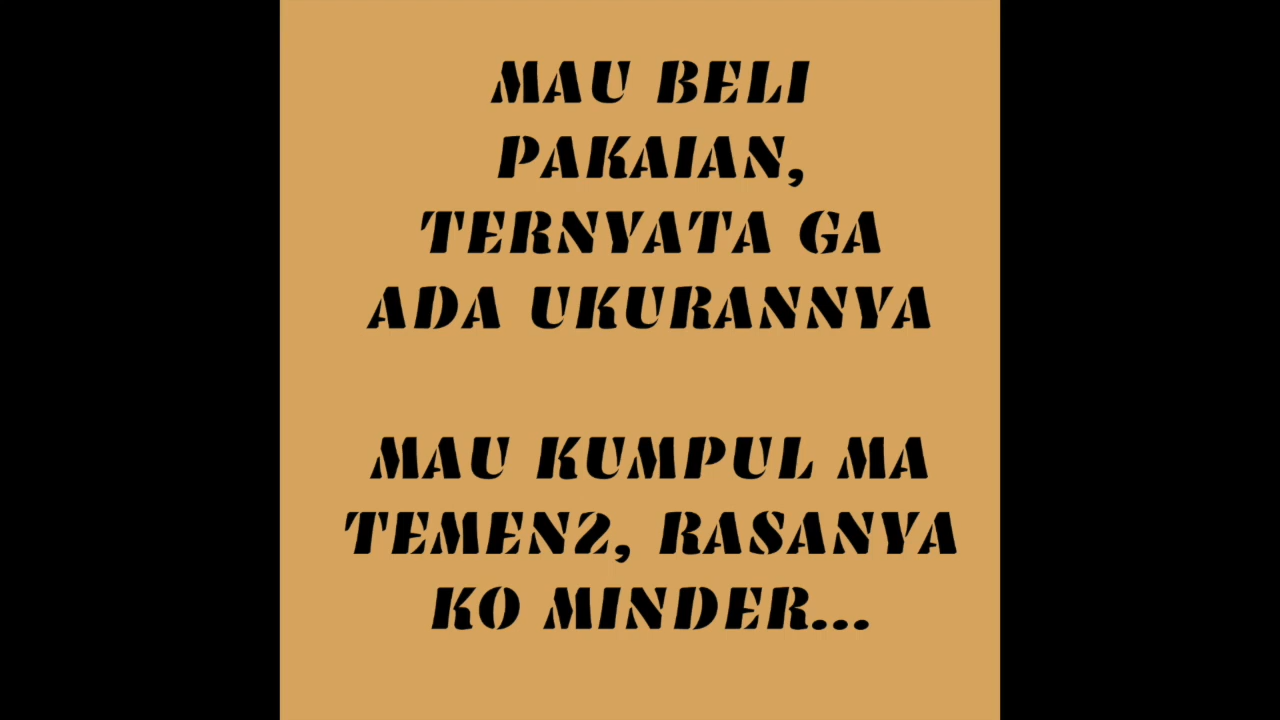 MAU BELI
PAKAIAN,
TERNYATA GA
ADA UKURANNYA
MAU KUMPUL MA
TEMEN2, RASANYA
KO MINDER...